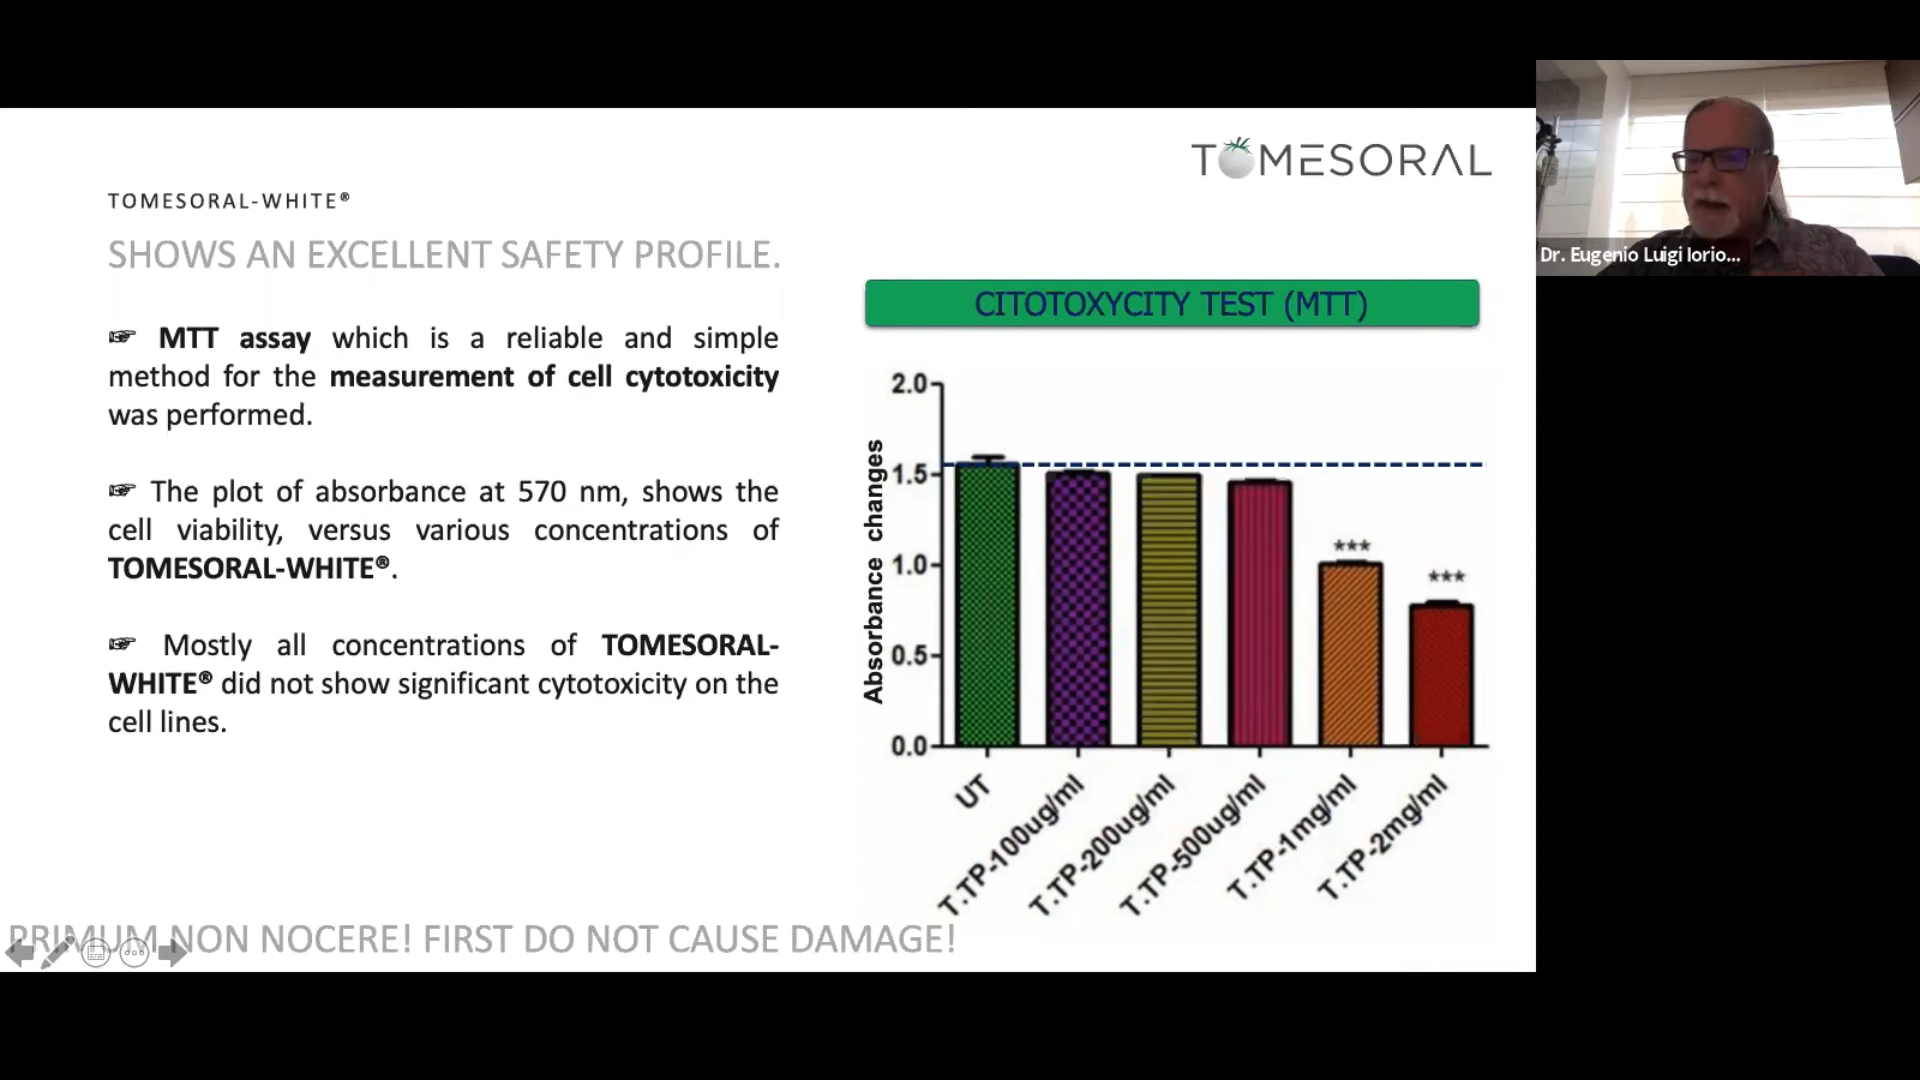 TOMESORAL
TOMESORAL-WHITE®
SHOWS AN EXCELLENT SAFETY PROFILE.
☞ MTT assay which is a reliable and simple
method for the measurement of cell cytotoxicity
was performed.
☞ The plot of absorbance at 570 nm, shows the
cell viability, versus various concentrations of
TOMESORAL-WHITE®.
☞ Mostly all concentrations of TOMESORAL-
WHITE® did not show significant cytotoxicity on the
cell lines.
CITOTOXYCITY TEST (MTT)
Absorbance changes
2.0
1.5
1.0
0.5
0.0
***
***
UT
T.TP-100ug/ml
T.TP-200ug/ml
T.TP-500ug/ml
T.TP-1mg/ml
T.TP-2mg/ml
PRIMUM NON NOCERE! FIRST DO NOT CAUSE DAMAGE!
Dr. Eugenio Luigi Iorio...